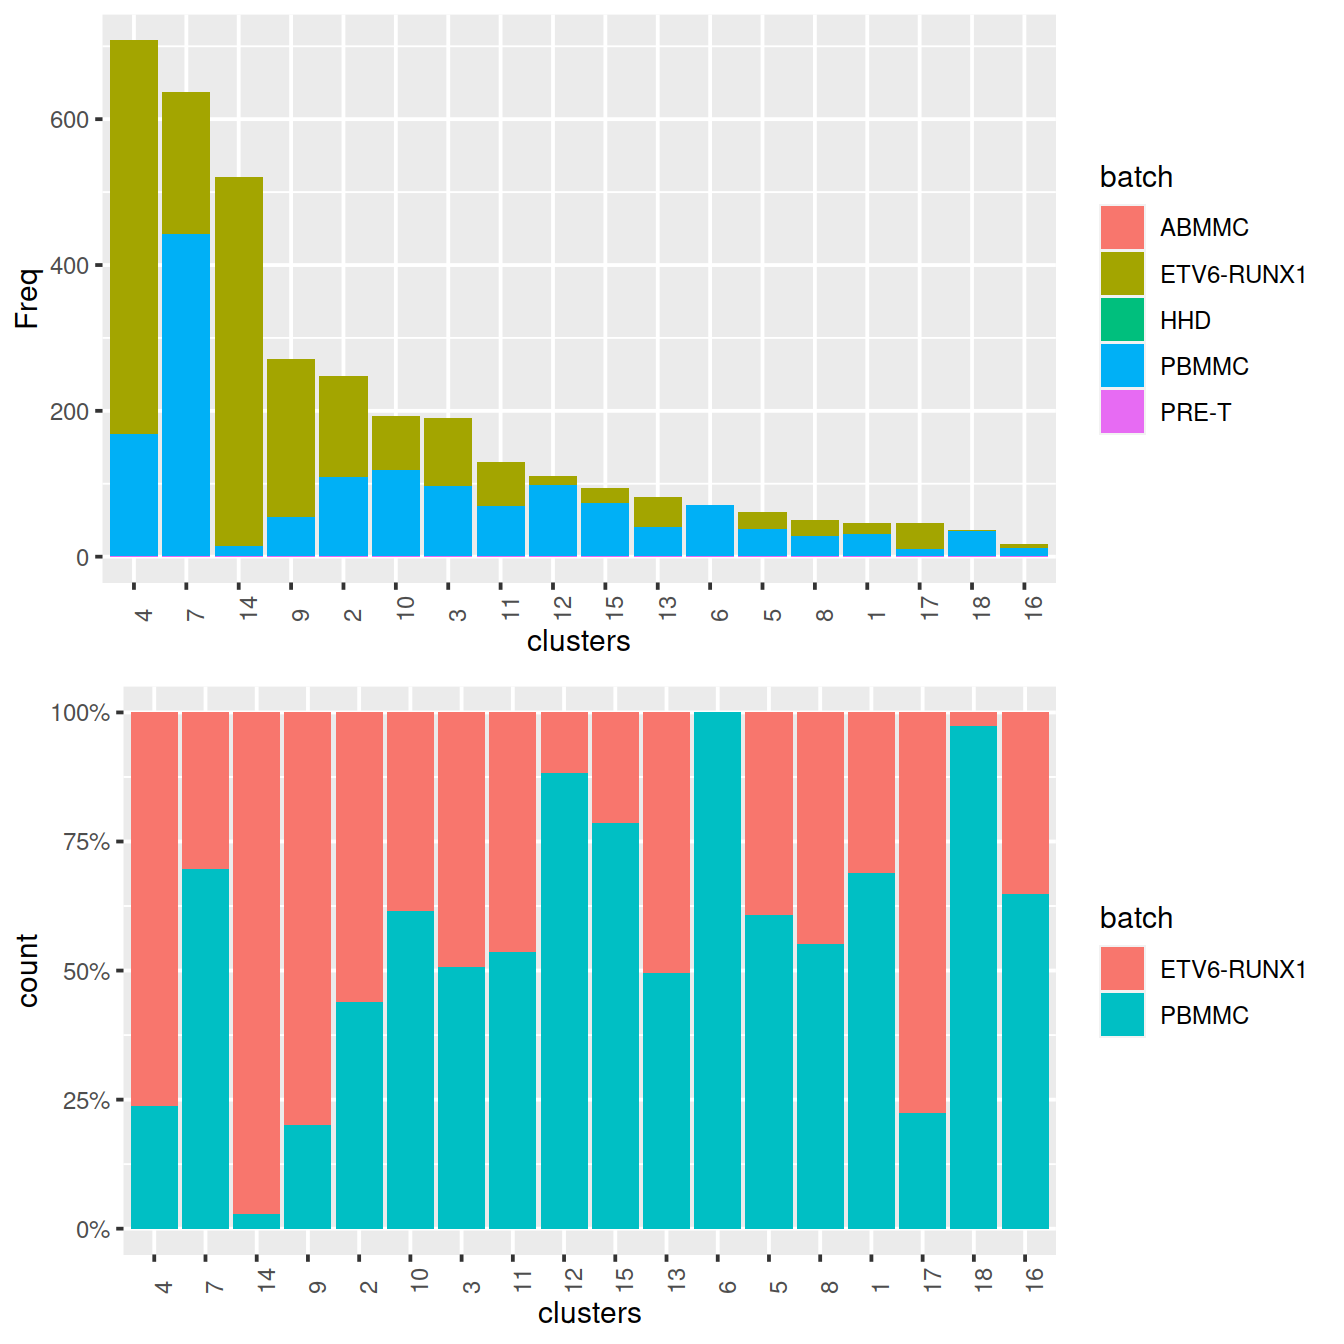 Freq
600
400
200
0
4 7 14 9 2 10 3 11 12 15 13 6 5 8 1 17 18 16
clusters
batch
ABMMC
ETV6-RUNX1
HHD
PBMMC
PRE-T
count
100%
75%
50%
25%
0%
4 7 14 9 2 10 3 11 12 15 13 6 5 8 1 17 18 16
clusters
batch
ETV6-RUNX1
PBMMC